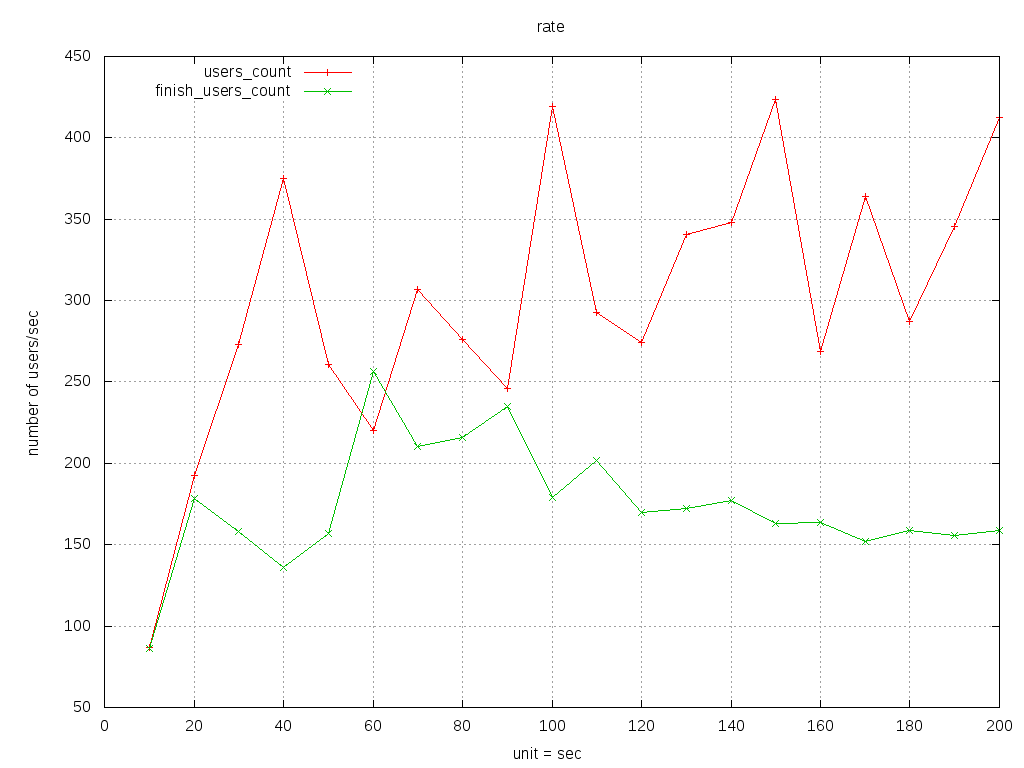 rate
users_count
finish_users_count
450
400
350
300
250
200
150
100
50
number of users/sec
0 20 40 60 80 100 120 140 160 180 200
unit = sec